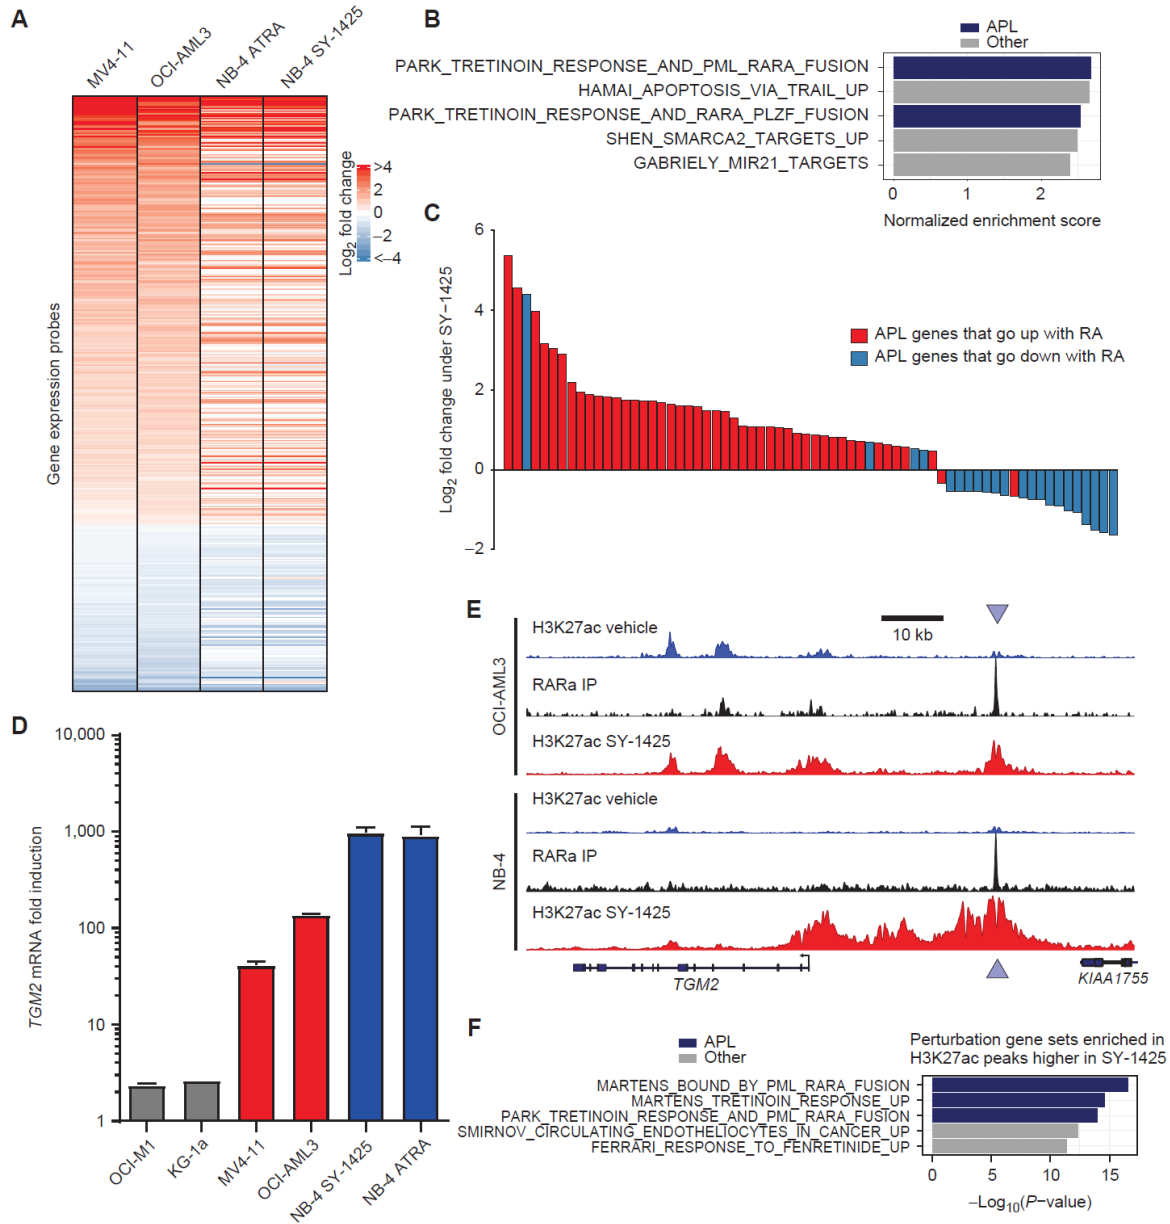 A
MV4-11
OCI-AML3
NB-4 ATRA
NB-4 SY-1425
Gene expression probes
Log2 fold change
>4
2
0
−2
<−4
B
APL
Other
PARK_TRETINOIN_RESPONSE_AND_PML_RARA_FUSION
HAMAI_APOPTOSIS_VIA_TRAIL_UP
PARK_TRETINOIN_RESPONSE_AND_RARA_PLZF_FUSION
SHEN_SMARCA2_TARGETS_UP
GABRIELY_MIR21_TARGETS
0 1 2
Normalized enrichment score
C
Log2 fold change under SY−1425
6
4
2
0
−2
APL genes that go up with RA
APL genes that go down with RA
D
TGM2 mRNA fold induction
10,000
1,000
100
10
1
OCI-M1
KG-1a
MV4-11
OCI-AML3
NB-4 SY-1425
NB-4 ATRA
E
10 kb
OCI-AML3
H3K27ac vehicle
RARa IP
H3K27ac SY-1425
NB-4
H3K27ac vehicle
RARa IP
H3K27ac SY-1425
TGM2
KIAA1755
F
APL
Other
Perturbation gene sets enriched in
H3K27ac peaks higher in SY-1425
MARTENS_BOUND_BY_PML_RARA_FUSION
MARTENS_TRETINOIN_RESPONSE_UP
PARK_TRETINOIN_RESPONSE_AND_PML_RARA_FUSION
SMIRNOV_CIRCULATING_ENDOTHELIOCYTES_IN_CANCER_UP
FERRARI_RESPONSE_TO_FENRETINIDE_UP
0 5 10 15
−Log10(P−value)